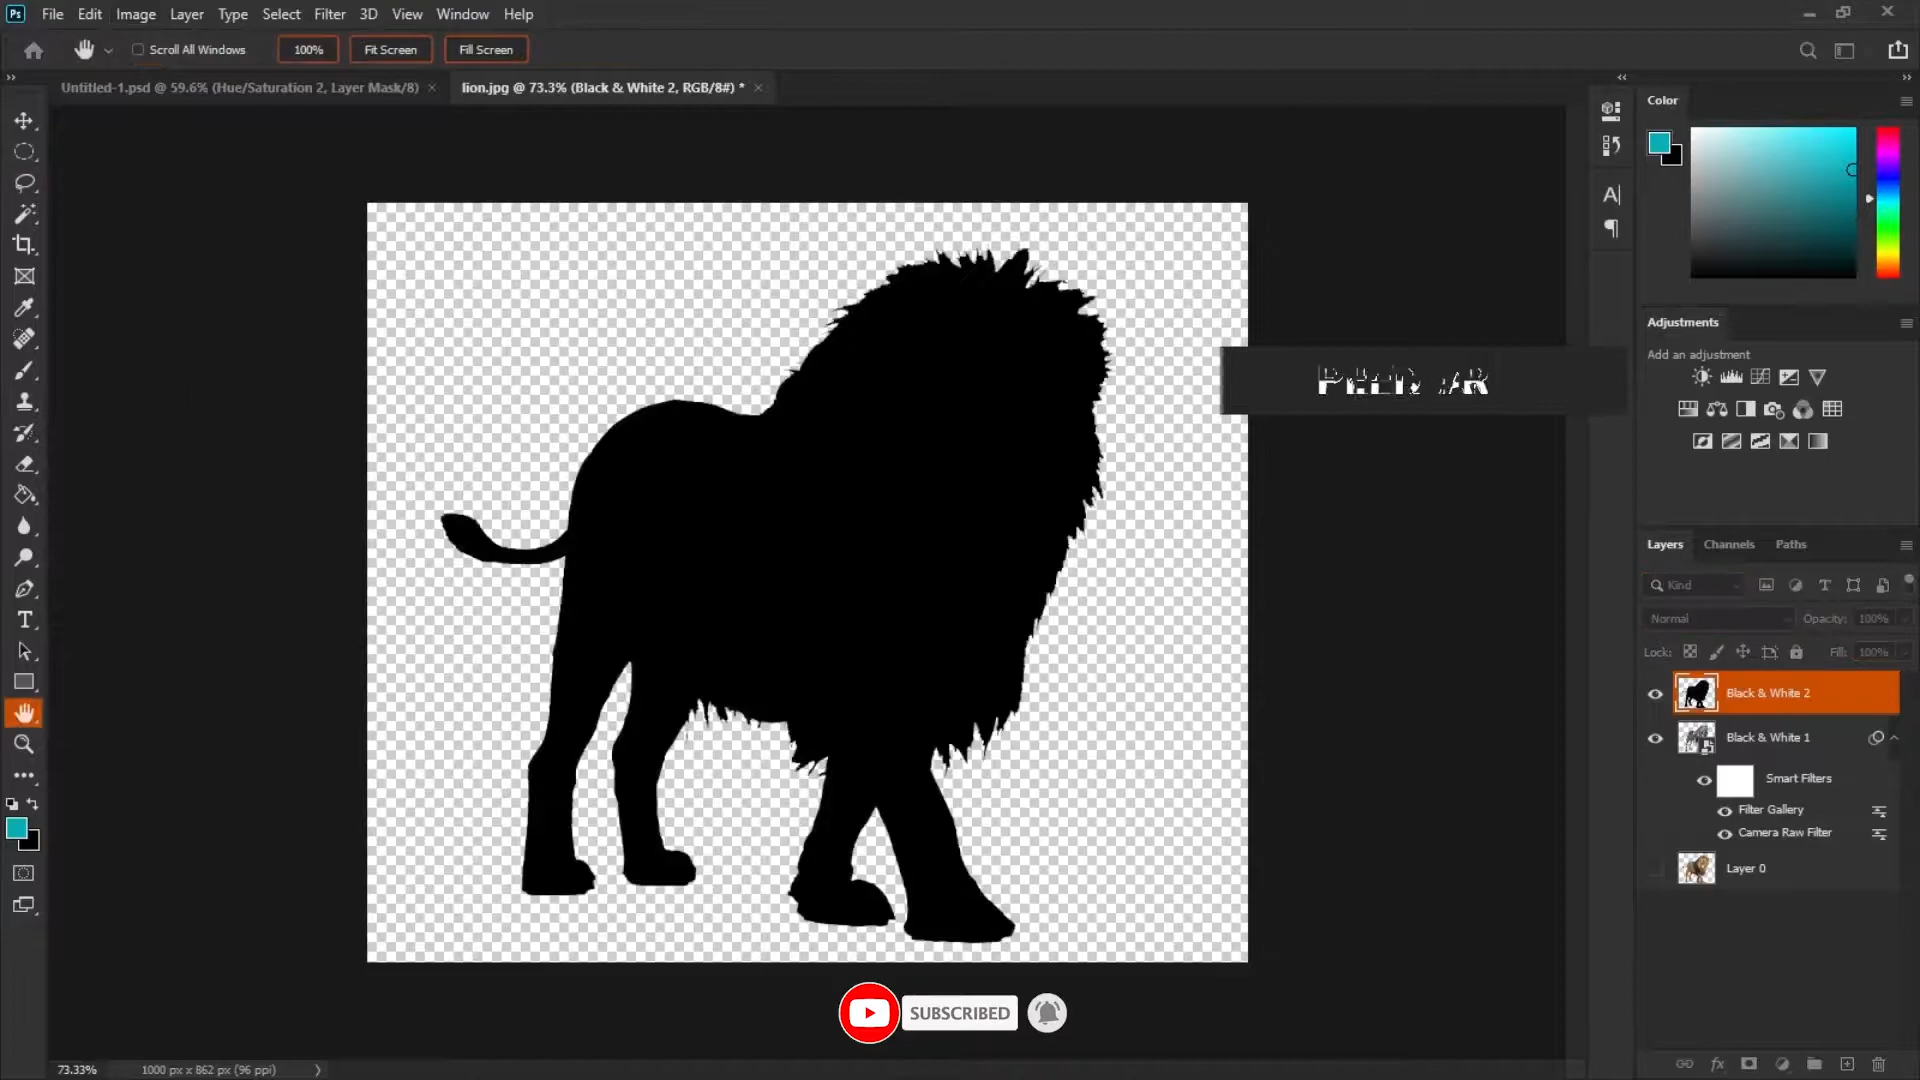 Ps File Edit Image Layer Type Select Filter 3D View Window Help
Scroll All Windows 100% Fit Screen Fill Screen
Untitled-1.psd @ 59.6% (Hue/Saturation 2, Layer Mask/8) × lion.jpg @ 73.3% (Black & White 2, RGB/8#) * ×
Color
Adjustments
Add an adjustment
Layers Channels Paths
Kind
Normal Opacity: 100%
Lock: Fill: 100%
Black & White 2
Black & White 1
Smart Filters
Filter Gallery
Camera Raw Filter
Layer 0
SUBSCRIBED
73.33% 1000 px x 862 px (96 ppi)